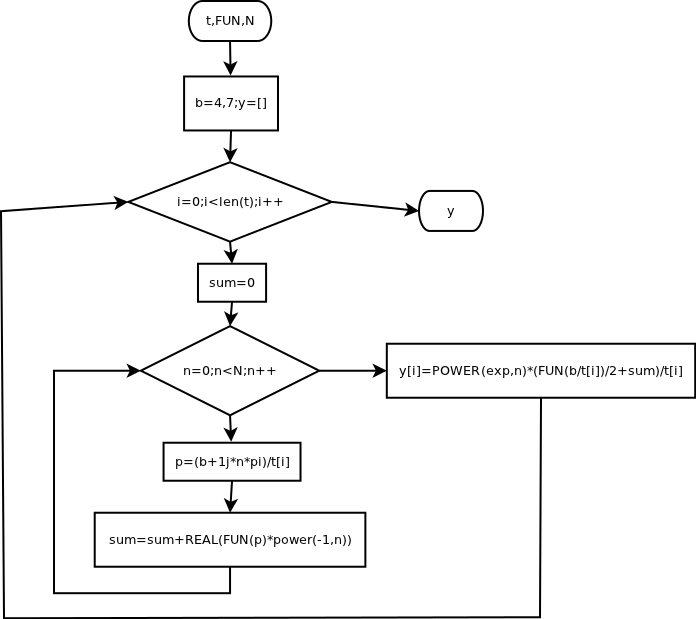 t,FUN,N
b=4,7;y=[]
i=0;i<len(t);i++
y
sum=0
n=0;n<N;n++
y[i]=POWER(exp,n)*(FUN(b/t[i])/2+sum)/t[i]
p=(b+1j*n*pi)/t[i]
sum=sum+REAL(FUN(p)*power(-1,n))